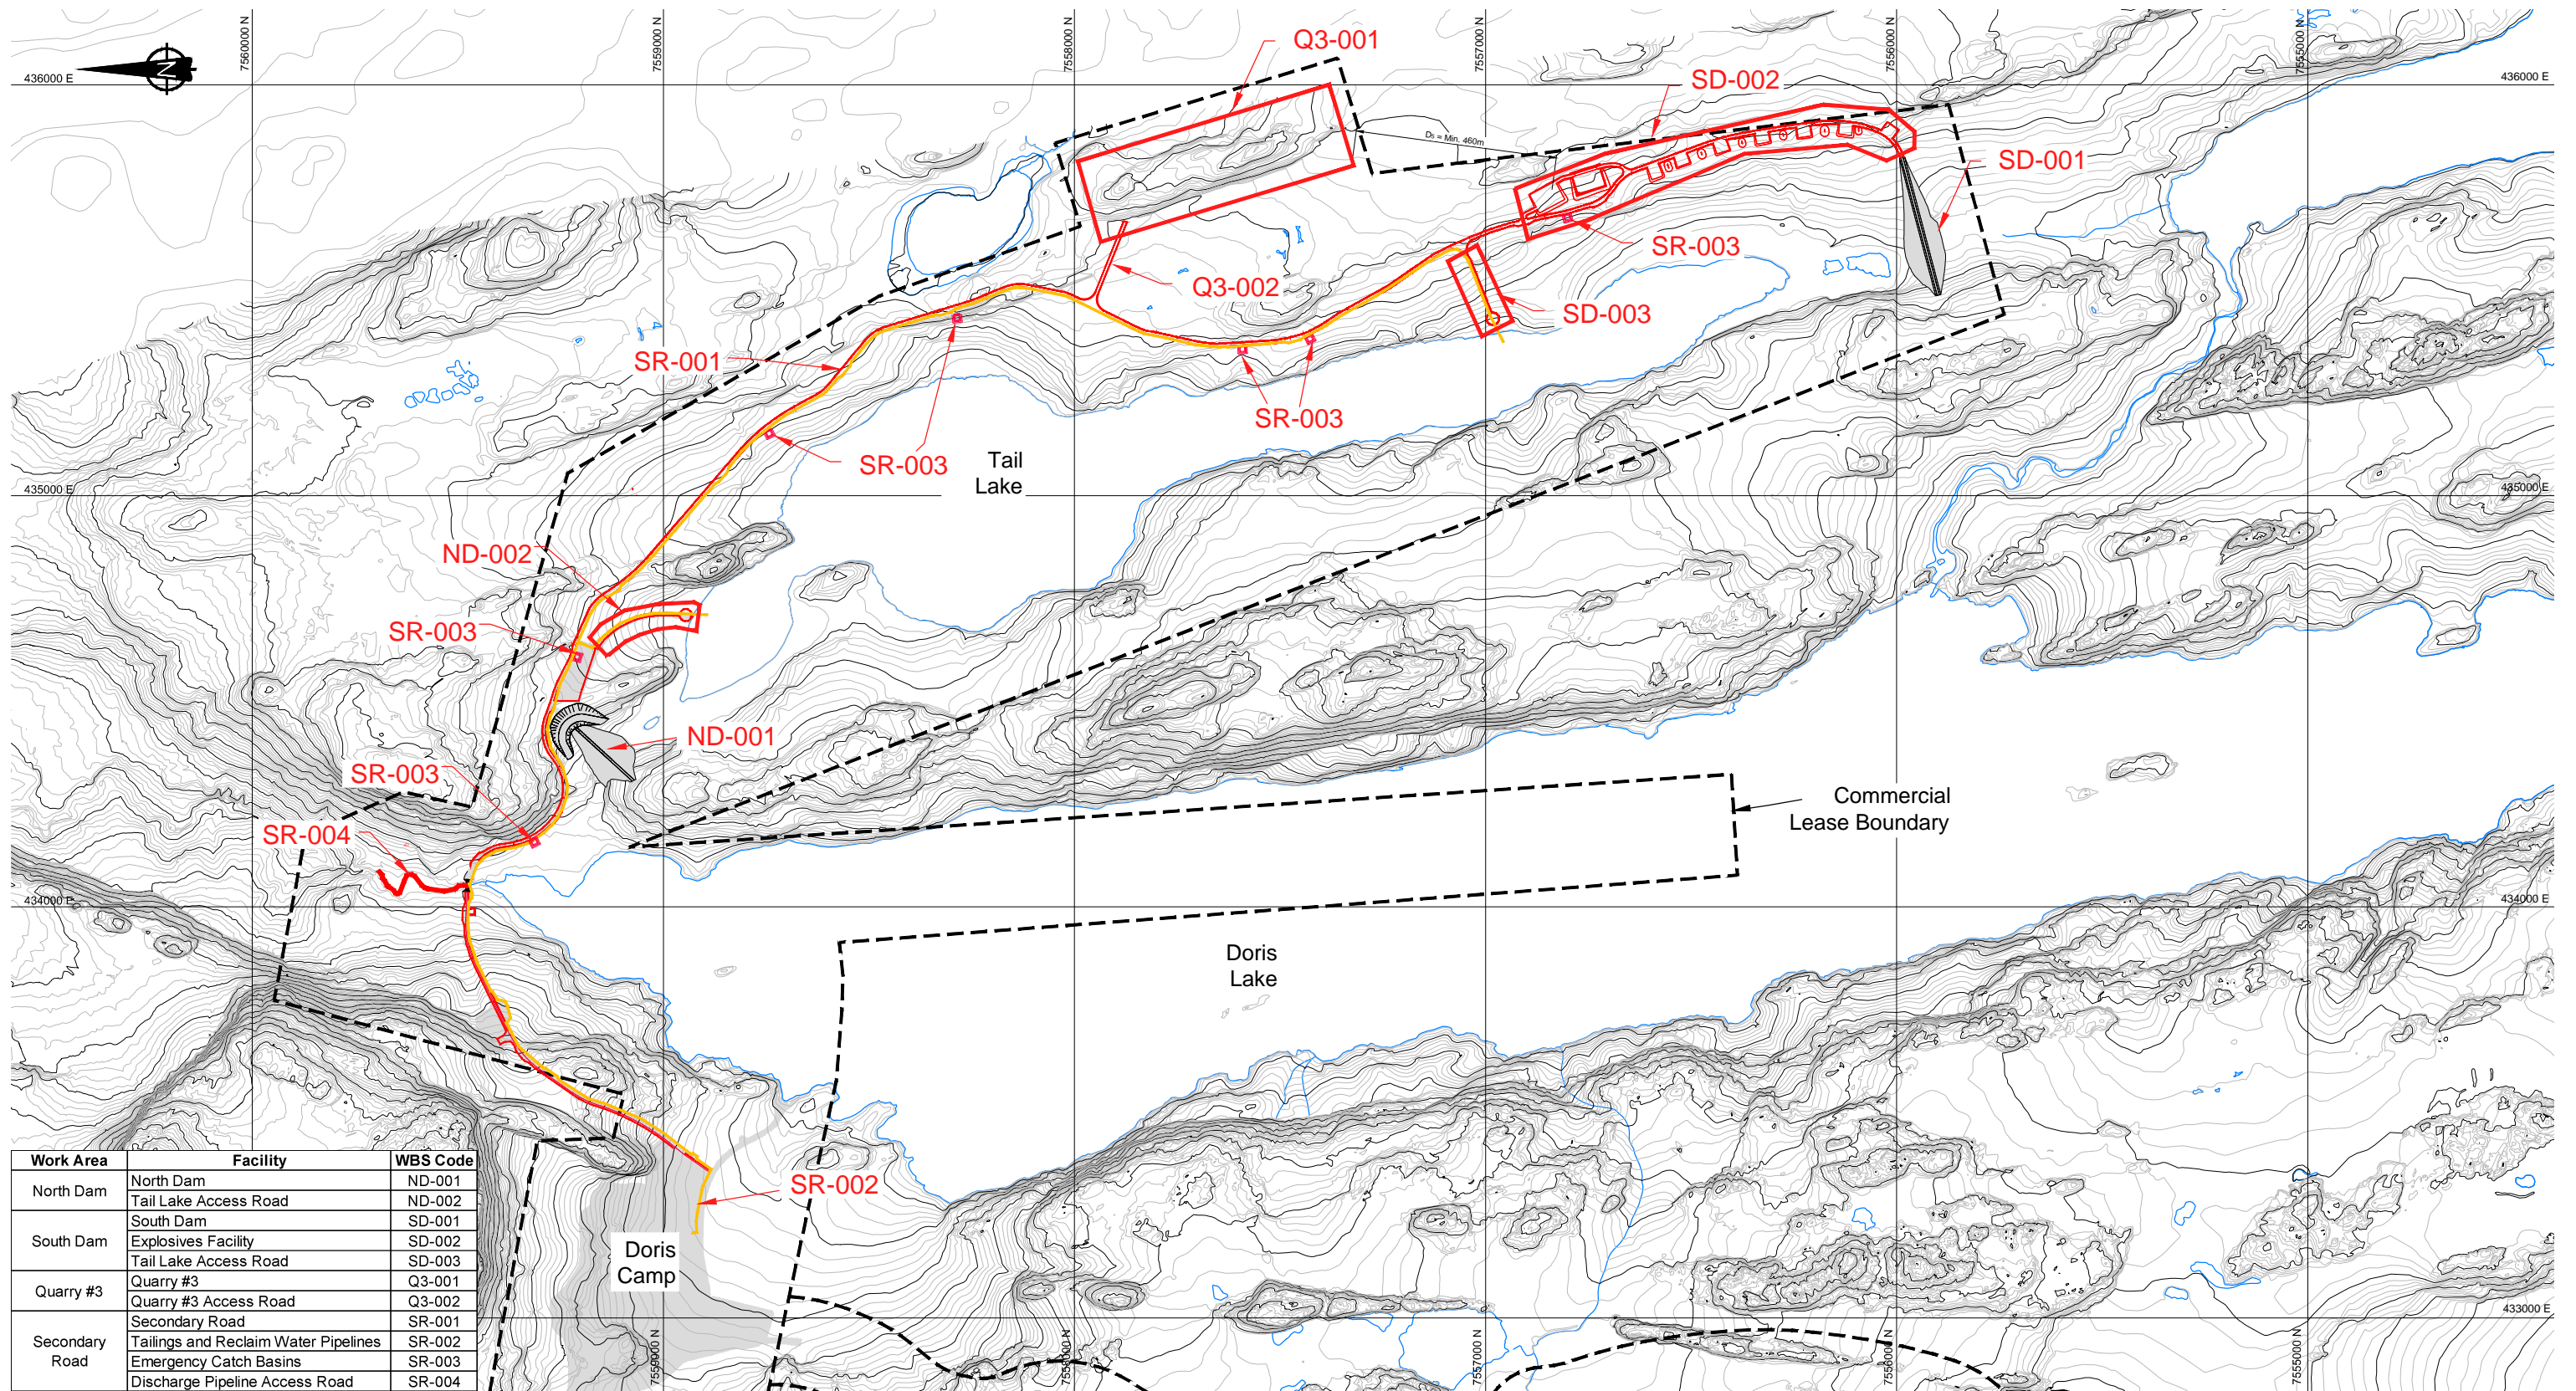 7560000 N
7559000 N
7558000 N
7557000 N
7556000 N
7555000 N
N
436000 E
436000 E
Q3-001
SD-002
D5 = Min. 460m
SD-001
SR-003
Q3-002
SD-003
SR-001
SR-003
SR-003
Tail
Lake
435000 E
435000 E
ND-002
SR-003
ND-001
SR-003
Commercial
Lease Boundary
SR-004
434000 E
434000 E
Doris
Lake
SR-002
Doris
Camp
433000 E
7559000 N
7558000 N
7557000 N
7556000 N
7555000 N
Work Area Facility WBS Code
North Dam
North Dam ND-001
Tail Lake Access Road ND-002
South Dam
South Dam SD-001
Explosives Facility SD-002
Tail Lake Access Road SD-003
Quarry #3
Quarry #3 Q3-001
Quarry #3 Access Road Q3-002
Secondary
Road
Secondary Road SR-001
Tailings and Reclaim Water Pipelines SR-002
Emergency Catch Basins SR-003
Discharge Pipeline Access Road SR-004